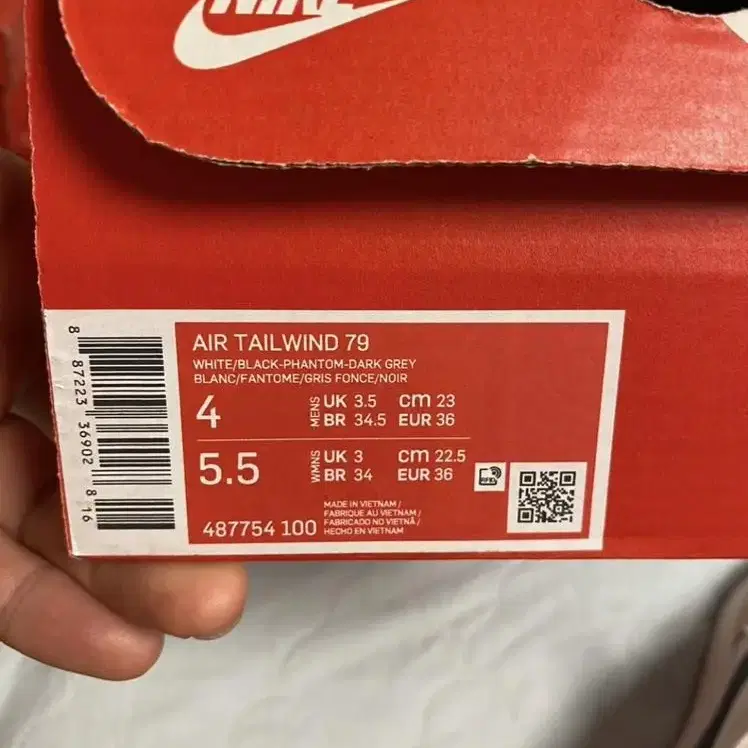 NIKE
AIR TAILWIND 79
WHITE/BLACK-PHANTOM-DARK GREY
BLANC/FANTOME/GRIS FONCE/NOIR
4 MENS UK 3.5 cm 23
BR 34.5 EUR 36
5.5 WMNS UK 3 cm 22.5
BR 34 EUR 36
RFID
487754 100
MADE IN VIETNAM /
FABRIQUE AU VIETNAM /
FABRICADO NO VIETNÃ /
HECHO EN VIETNAM
8 87223 36902 8 16